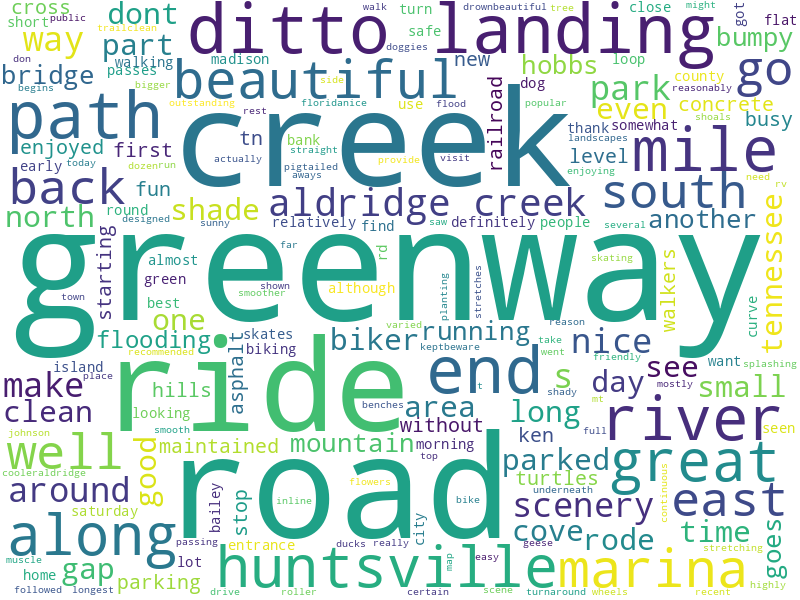 cross
dont
ditto landing
public
walk
drownbeautiful
tree
might
got
flat
short
turn
safe
doggies
close
way
part
trailclean
don
walking
madison
new
hobbs
bumpy
bridge
passes
begins
bigger
side
dog
loop
county
reasonably
go
beautiful
park
outstanding
floridanice
use
flood
popular
even
concrete
shoals
path
creek
railroad
rest
tn
bank
straight
thank
somewhat
busy
enjoyed
first
provide
landscapes
level
mile
early
today
dozen
run
actually
pigtailed
visit
enjoying
aways
need
rv
back
fun
shade
aldridge creek
south
north
round
designed
sunny
relatively
find
saw
definitely
people
several
another
greenway
starting
almost
green
far
rd
planting
stretches
skating
walkers
tennessee
town
best
smoother
shown
although
varied
one
take
reason
curve
flooding
skates
biker
running
went
nice
friendly
splashing
recommended
biking
asphalt
keptbeware
island
place
ride
end
t
shady
s
day
see
want
mostly
make
hills
looking
benches
area
long
mt
small
clean
smooth
without
full
river
seen
johnson
well
good
maintained
mountain
morning
ken
parked
great
cooleraldridge
top
turtles
underneath
continuous
around
bailey
stop
flowers
inline
road
bike
scenery
east
saturday
city
along
passing
entrance
ducks
really
geese
cove
rode
time
goes
muscle
home
gap
lot
parking
huntsville
map
easy
scene
marina
stretching
highly
followed
longest
drive
roller
certain
turnaround
wheels
recent